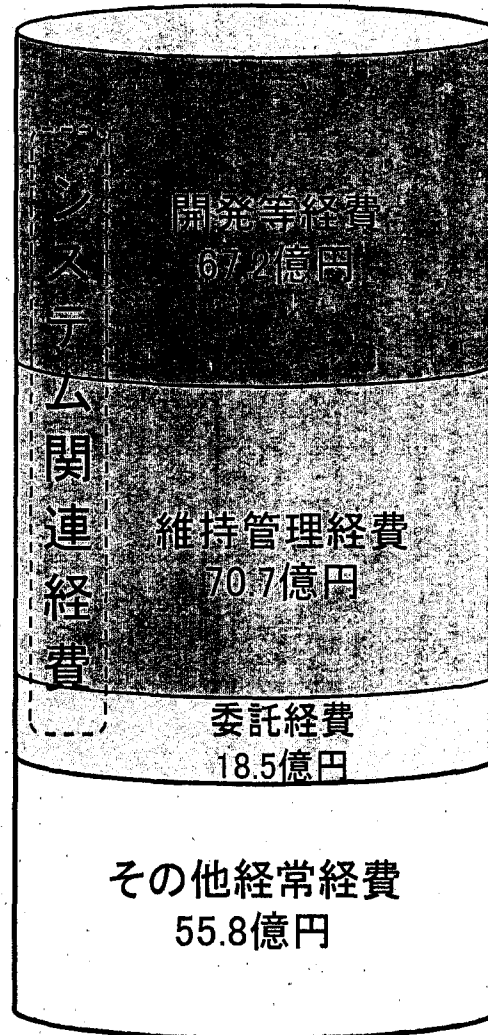 システム関連経費
開発等経費
67.2億円
維持管理経費
70.7億円
委託経費
18.5億円
その他経常経費
55.8億円